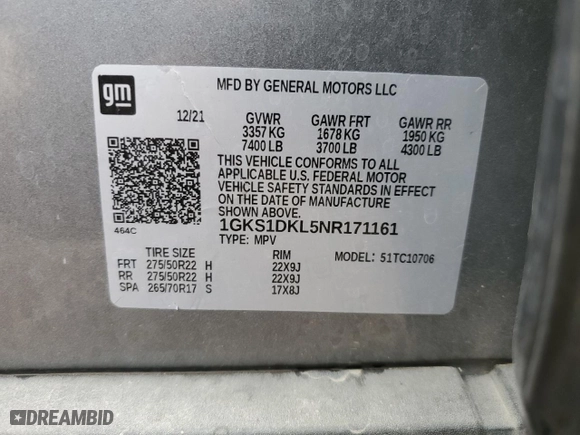 gm
MFD BY GENERAL MOTORS LLC
12/21 GVWR GAWR FRT GAWR RR
3357 KG 1678 KG 1950 KG
7400 LB 3700 LB 4300 LB
THIS VEHICLE CONFORMS TO ALL
APPLICABLE U.S. FEDERAL MOTOR
VEHICLE SAFETY STANDARDS IN EFFECT
ON THE DATE OF MANUFACTURE
SHOWN ABOVE.
464C
1GKS1DKL5NR171161
TYPE: MPV
TIRE SIZE RIM MODEL: 51TC10706
FRT 275/50R22 H 22X9J
RR 275/50R22 H 22X9J
SPA 265/70R17 S 17X8J
DREAMBID